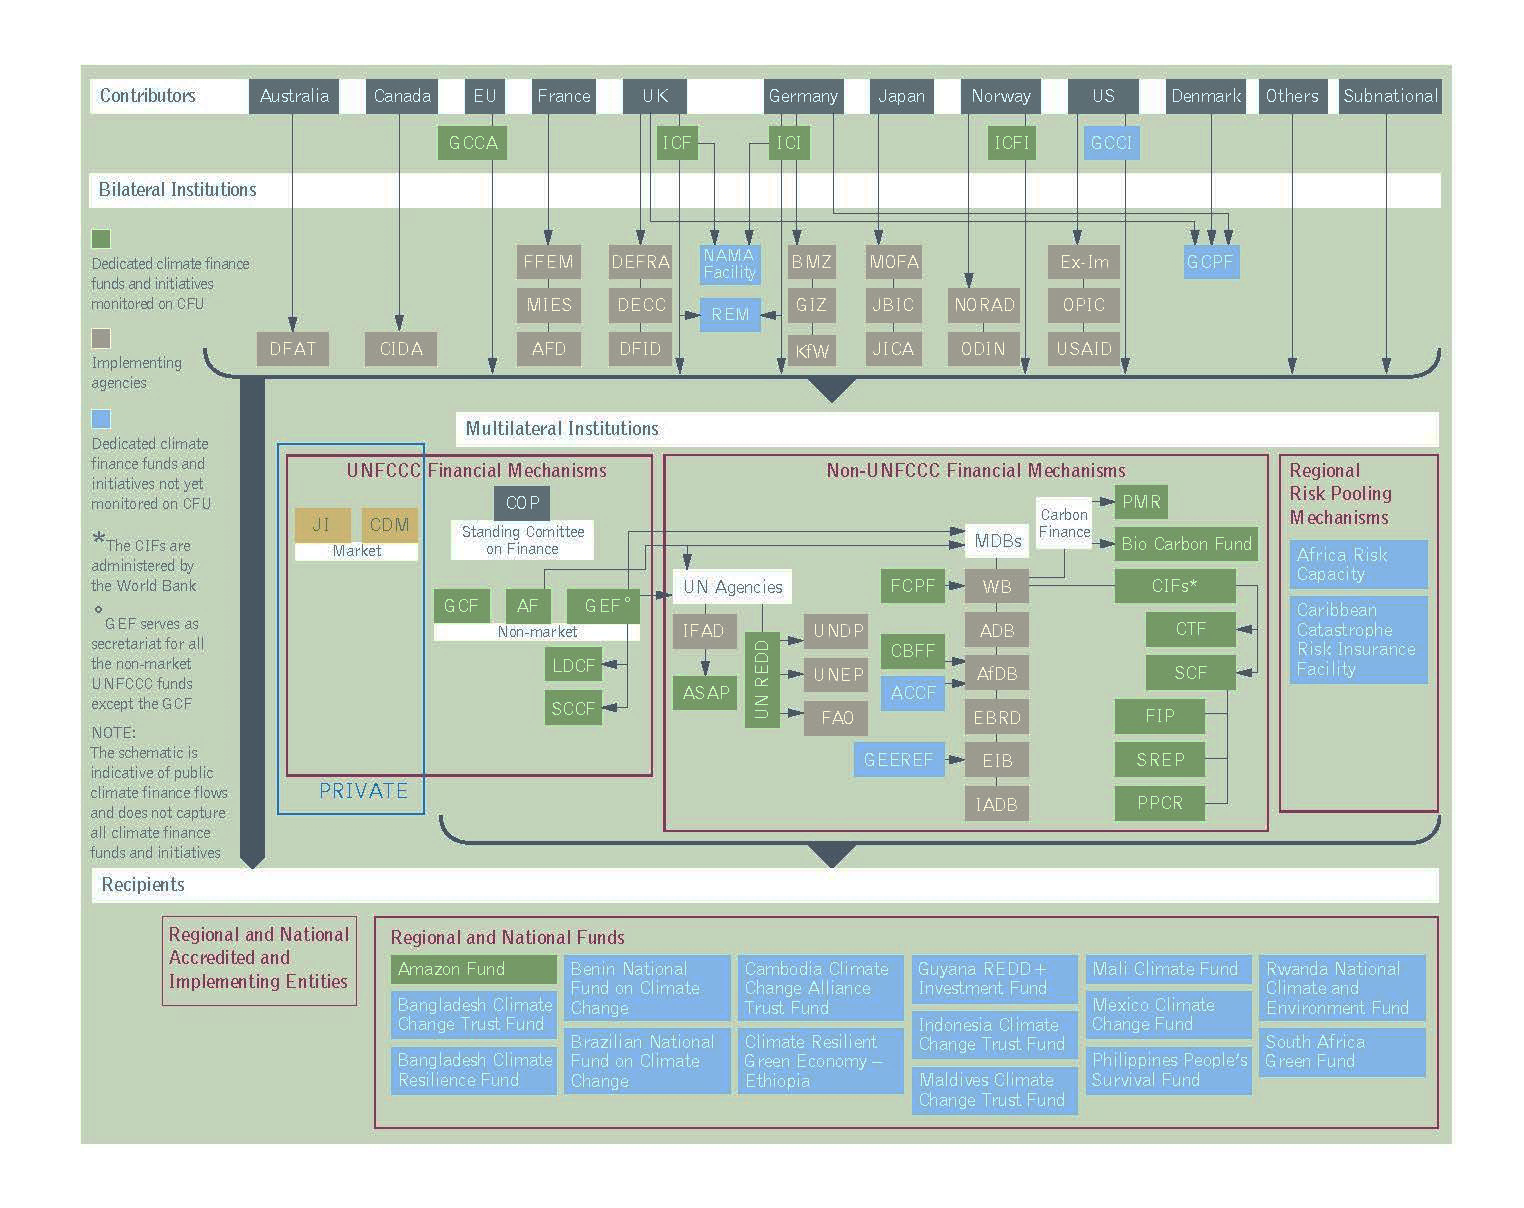 Contributors
Australia
Canada
EU
France
UK
Germany
Japan
Norway
US
Denmark
Others
Subnational
GCCA
ICF
ICI
ICFI
GCCI
Bilateral Institutions
Dedicated climate finance
funds and initiatives
monitored on CFU
Implementing
agencies
Dedicated climate
finance funds and
initiatives not yet
monitored on CFU
*The CIFs are
administered by
the World Bank
° GEF serves as
secretariat for all
the non-market
UNFCCC funds
except the GCF
NOTE:
The schematic is
indicative of public
climate finance flows
and does not capture
all climate finance
funds and initiatives
DFAT
CIDA
FFEM
MIES
AFD
DEFRA
DECC
DFID
NAMA
Facility
REM
BMZ
GIZ
KfW
MOFA
JBIC
JICA
NORAD
ODIN
Ex-Im
OPIC
USAID
GCPF
Multilateral Institutions
UNFCCC Financial Mechanisms
COP
Standing Comittee
on Finance
JI
CDM
Market
GCF
AF
GEF°
Non-market
LDCF
SCCF
PRIVATE
Non-UNFCCC Financial Mechanisms
UN Agencies
IFAD
ASAP
UN REDD
UNDP
UNEP
FAO
FCPF
CBFF
ACCF
GEEREF
MDBs
WB
ADB
AfDB
EBRD
EIB
IADB
Carbon
Finance
PMR
Bio Carbon Fund
CIFs*
CTF
SCF
FIP
SREP
PPCR
Regional
Risk Pooling
Mechanisms
Africa Risk
Capacity
Caribbean
Catastrophe
Risk Insurance
Facility
Recipients
Regional and National
Accredited and
Implementing Entities
Regional and National Funds
Amazon Fund
Bangladesh Climate
Change Trust Fund
Bangladesh Climate
Resilience Fund
Benin National
Fund on Climate
Change
Brazilian National
Fund on Climate
Change
Cambodia Climate
Change Alliance
Trust Fund
Climate Resilient
Green Economy –
Ethiopia
Guyana REDD+
Investment Fund
Indonesia Climate
Change Trust Fund
Maldives Climate
Change Trust Fund
Mali Climate Fund
Mexico Climate
Change Fund
Philippines People's
Survival Fund
Rwanda National
Climate and
Environment Fund
South Africa
Green Fund